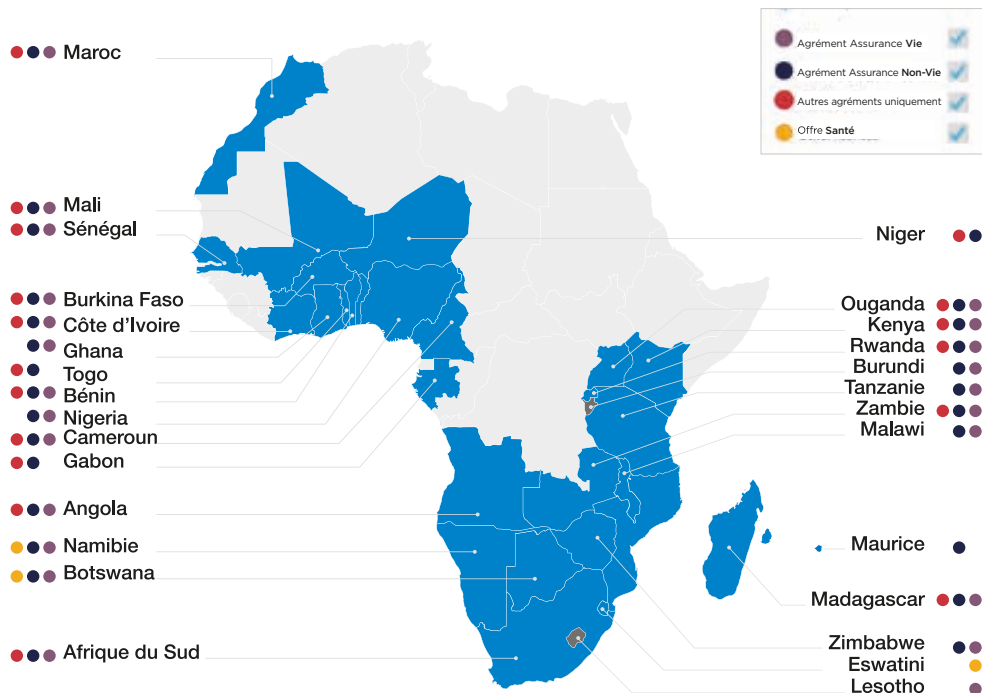 Maroc
Mali
Sénégal
Burkina Faso
Côte d'Ivoire
Ghana
Togo
Bénin
Nigeria
Cameroun
Gabon
Angola
Namibie
Botswana
Afrique du Sud
Agrément Assurance Vie
Agrément Assurance Non-Vie
Autres agréments uniquement
Offre Santé
Niger
Ouganda
Kenya
Rwanda
Burundi
Tanzanie
Zambie
Malawi
Maurice
Madagascar
Zimbabwe
Eswatini
Lesotho